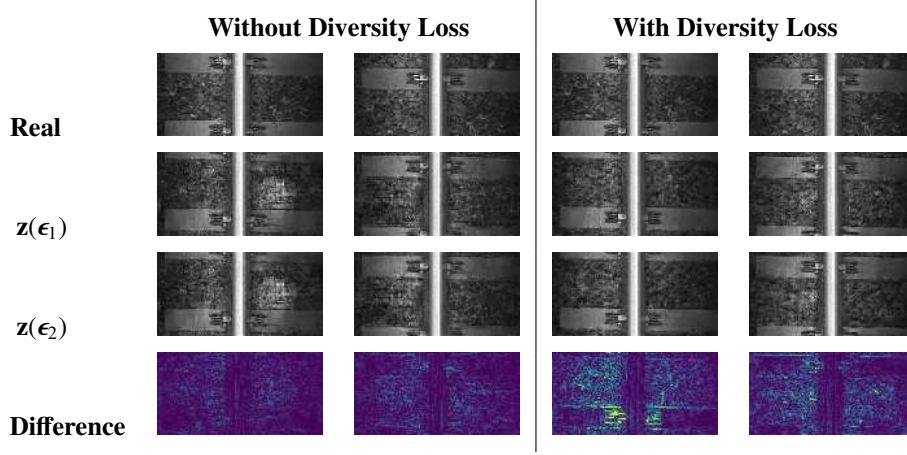 Without Diversity Loss
With Diversity Loss
Real
z(ϵ₁)
z(ϵ₂)
Difference